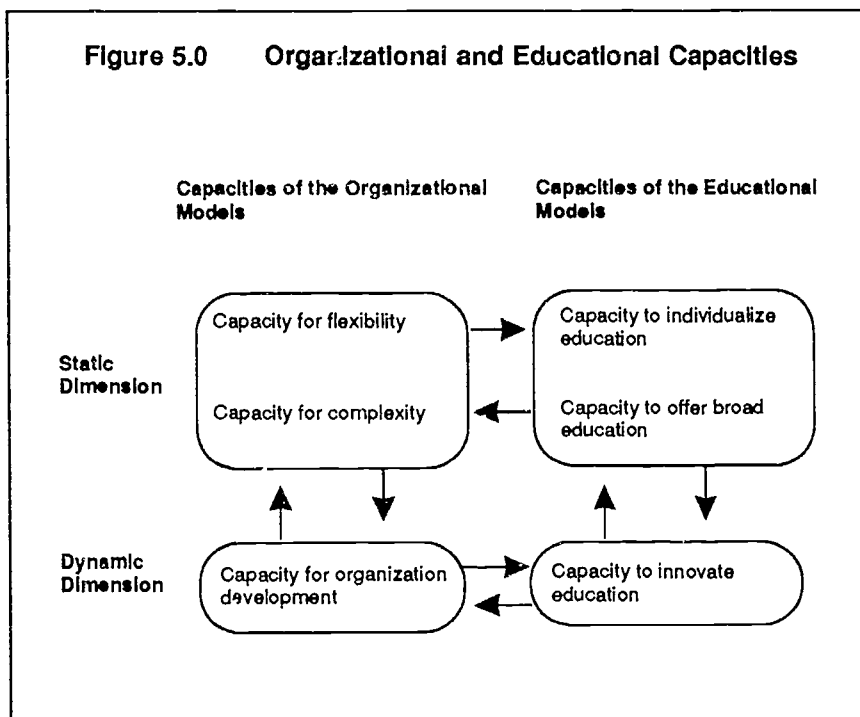 Figure 5.0 Organizational and Educational Capacities
Capacities of the Organizational
Models
Capacities of the Educational
Models
Static
Dimension
Capacity for flexibility
Capacity for complexity
Capacity to individualize
education
Capacity to offer broad
education
Dynamic
Dimension
Capacity for organization
development
Capacity to innovate
education